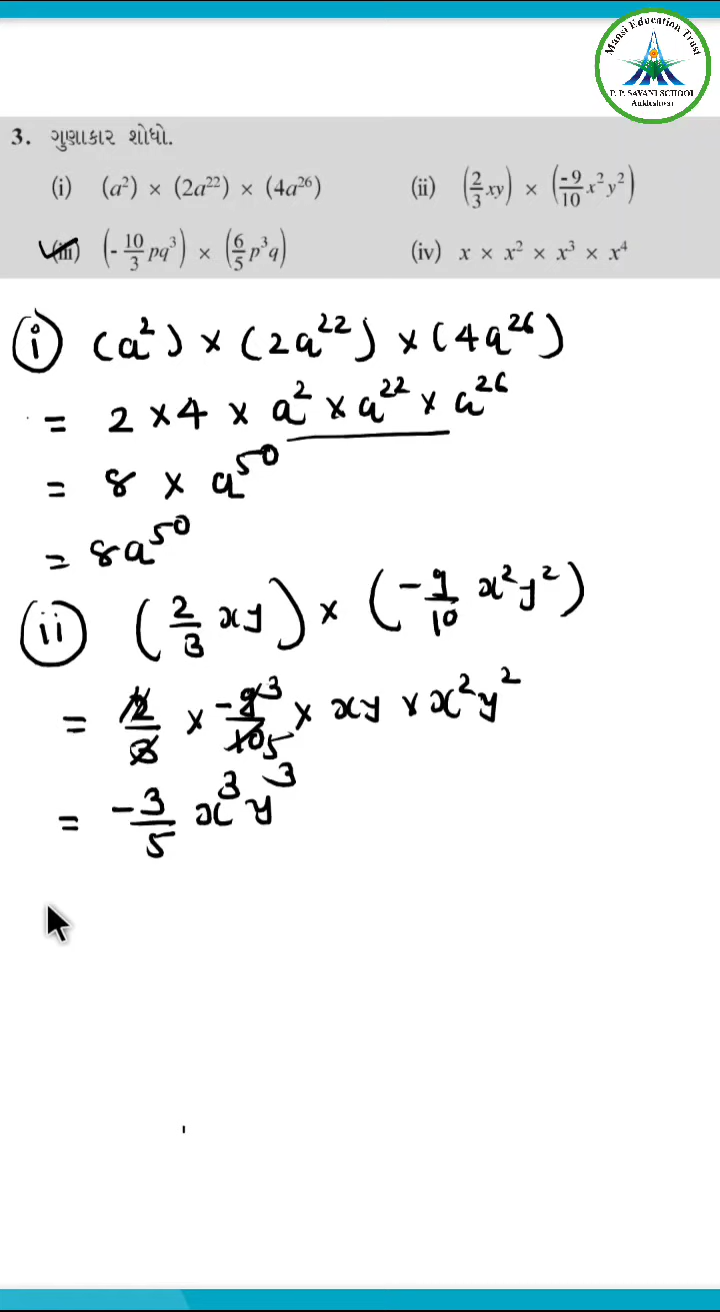 Mansi Education Trust
P. P. SAVANI SCHOOL
Ankleshwar
3. ગુણાકાર શોધો.
(i) (a²) × (2a²²) × (4a²⁶) (ii) (2/3 xy) × (-9/10 x²y²)
(iii) (-10/3 pq³) × (6/5 p³q) (iv) x × x² × x³ × x⁴
(i) (a²) × (2a²²) × (4a²⁶)
= 2 × 4 × a² × a²² × a²⁶
= 8 × a⁵⁰
= 8a⁵⁰
(ii) (2/3 xy) × (-9/10 x²y²)
= 2/3 × -9 3/10 5 × xy × x²y²
= -3/5 x³y³